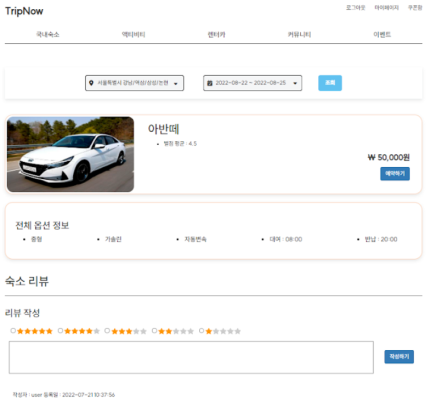 TripNow
로그아웃 마이페이지 쿠폰함
국내숙소 액티비티 렌터카 커뮤니티 이벤트
서울특별시 강남/역삼/삼성/논현 2022-08-22 ~ 2022-08-25 조회
아반떼
별점 평균 : 4.5
₩ 50,000원
예약하기
전체 옵션 정보
중형 가솔린 자동변속 대여 : 08:00 반납 : 20:00
숙소 리뷰
리뷰 작성
작성하기
작성자 : user 등록일 : 2022-07-21 10:37:56